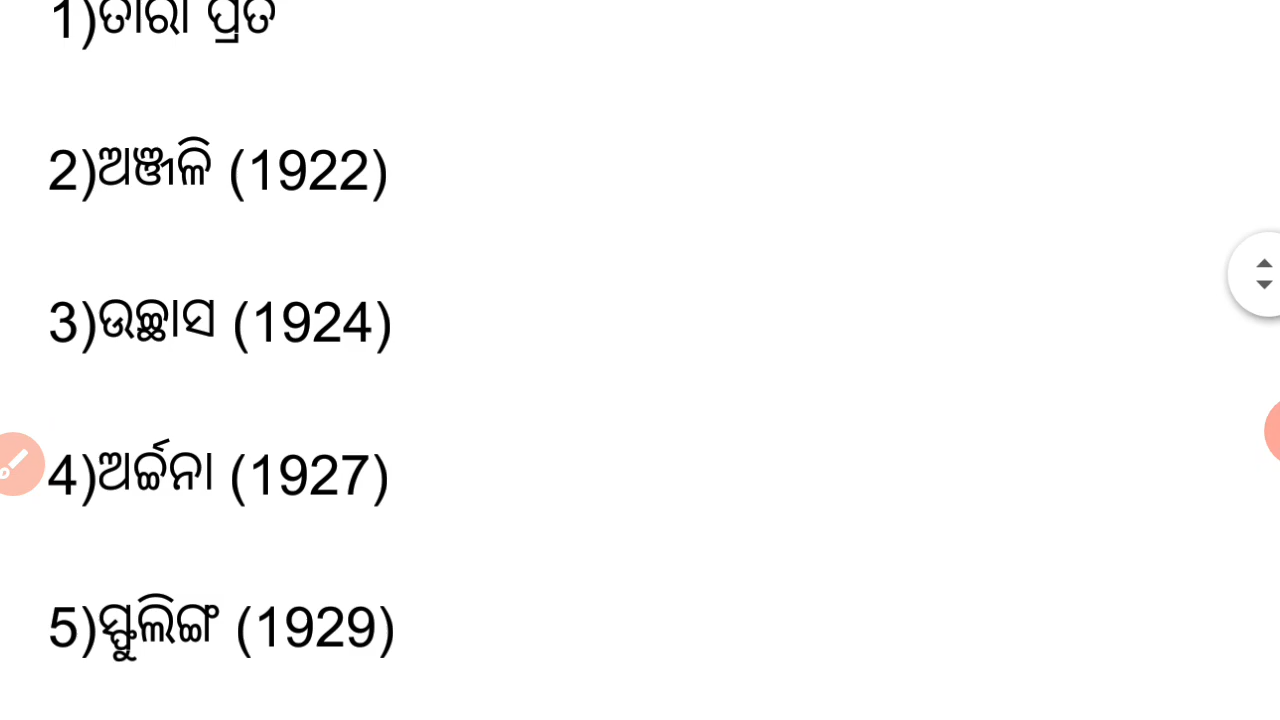 1)ତାରା ପ୍ରତି
2)ଅଞ୍ଜଳି (1922)
3)ଉଚ୍ଛ୍ବାସ (1924)
4)ଅର୍ଚ୍ଚନା (1927)
5)ସ୍ଫୁଲିଙ୍ଗ (1929)